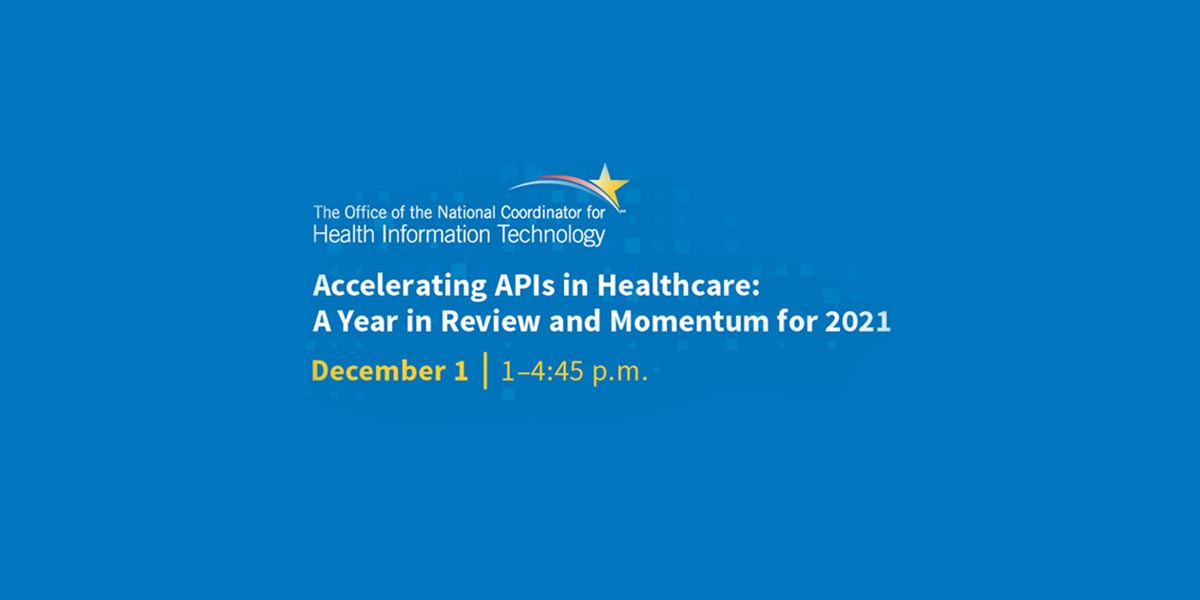 The Office of the National Coordinator for
Health Information Technology
Accelerating APIs in Healthcare:
A Year in Review and Momentum for 2021
December 1 | 1–4:45 p.m.